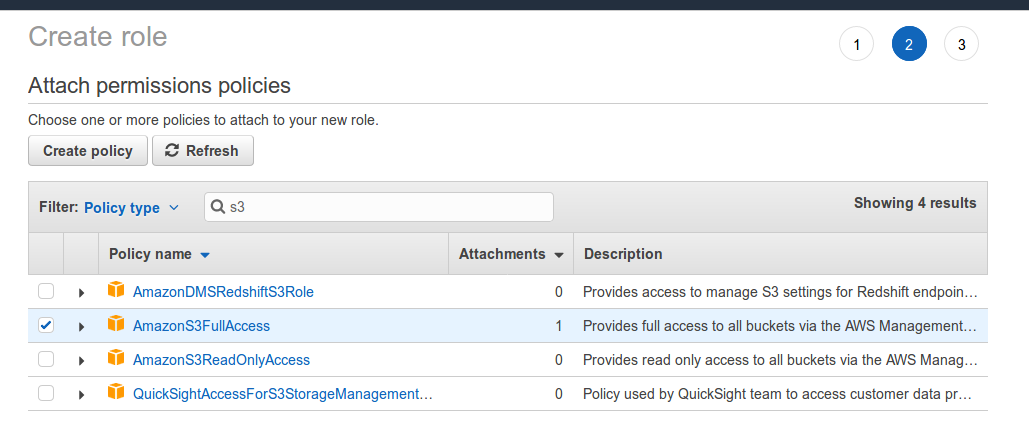 Create role
1 2 3
Attach permissions policies
Choose one or more policies to attach to your new role.
Create policy Refresh
Filter: Policy type s3 Showing 4 results
Policy name Attachments Description
AmazonDMSRedshiftS3Role 0 Provides access to manage S3 settings for Redshift endpoin…
AmazonS3FullAccess 1 Provides full access to all buckets via the AWS Management…
AmazonS3ReadOnlyAccess 0 Provides read only access to all buckets via the AWS Manag…
QuickSightAccessForS3StorageManagement… 0 Policy used by QuickSight team to access customer data pr…